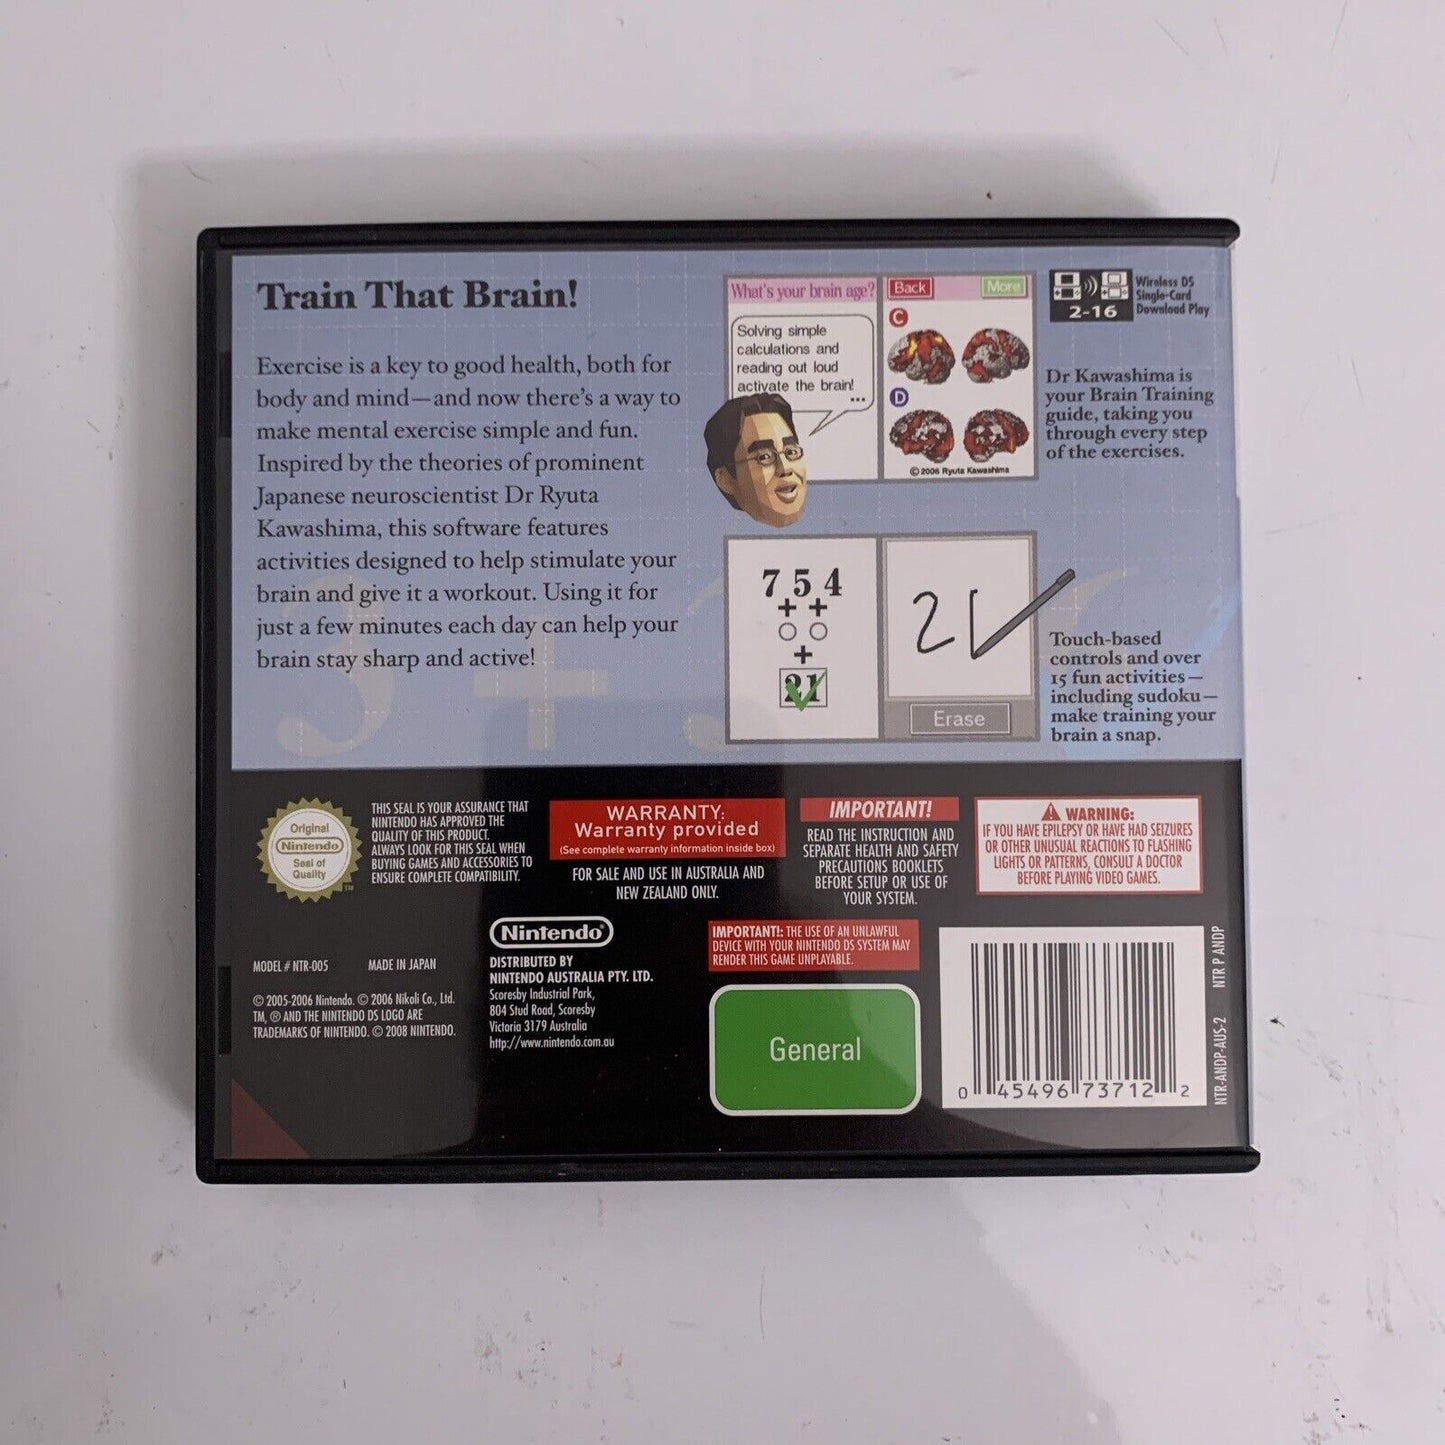 Train That Brain!
Exercise is a key to good health, both for
body and mind—and now there's a way to
make mental exercise simple and fun.
Inspired by the theories of prominent
Japanese neuroscientist Dr Ryuta
Kawashima, this software features
activities designed to help stimulate your
brain and give it a workout. Using it for
just a few minutes each day can help your
brain stay sharp and active!
What's your brain age?
Solving simple
calculations and
reading out loud
activate the brain!
...
Back
More
C
D
© 2006 Ryuta Kawashima
2-16
Wireless DS
Single-Card
Download Play
Dr Kawashima is
your Brain Training
guide, taking you
through every step
of the exercises.
7 5 4
+ +
+
21
21
Erase
Touch-based
controls and over
15 fun activities—
including sudoku—
make training your
brain a snap.
3 +
Original
Nintendo
Seal of
Quality
TM
THIS SEAL IS YOUR ASSURANCE THAT
NINTENDO HAS APPROVED THE
QUALITY OF THIS PRODUCT.
ALWAYS LOOK FOR THIS SEAL WHEN
BUYING GAMES AND ACCESSORIES TO
ENSURE COMPLETE COMPATIBILITY.
WARRANTY:
Warranty provided
(See complete warranty information inside box)
FOR SALE AND USE IN AUSTRALIA AND
NEW ZEALAND ONLY.
IMPORTANT!
READ THE INSTRUCTION AND
SEPARATE HEALTH AND SAFETY
PRECAUTIONS BOOKLETS
BEFORE SETUP OR USE OF
YOUR SYSTEM.
WARNING:
IF YOU HAVE EPILEPSY OR HAVE HAD SEIZURES
OR OTHER UNUSUAL REACTIONS TO FLASHING
LIGHTS OR PATTERNS, CONSULT A DOCTOR
BEFORE PLAYING VIDEO GAMES.
MODEL # NTR-005
MADE IN JAPAN
© 2005-2006 Nintendo. © 2006 Nikoli Co., Ltd.
TM, ® AND THE NINTENDO DS LOGO ARE
TRADEMARKS OF NINTENDO. © 2008 NINTENDO.
Nintendo®
DISTRIBUTED BY
NINTENDO AUSTRALIA PTY. LTD.
Scoresby Industrial Park,
804 Stud Road, Scoresby
Victoria 3179 Australia
http://www.nintendo.com.au
IMPORTANT!: THE USE OF AN UNLAWFUL
DEVICE WITH YOUR NINTENDO DS SYSTEM MAY
RENDER THIS GAME UNPLAYABLE.
General
0 45496 73712 2
NTR-ANDP-AUS-2
NTR P ANDP